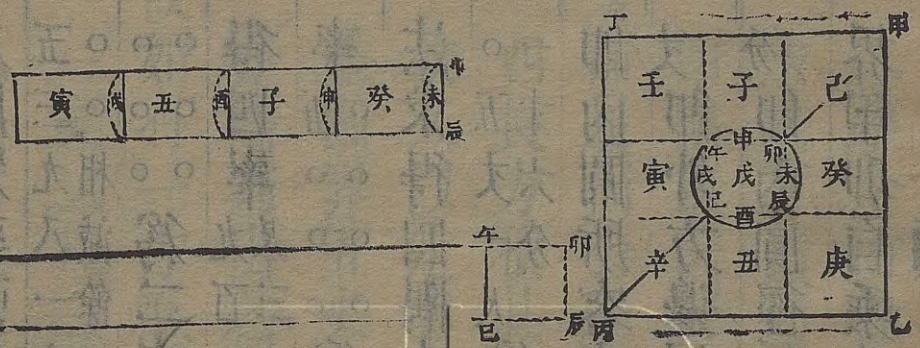 丁 甲
壬 子 己
申
午 卯
寅 戌 戊 未 癸
巳 辰
酉
辛 丑 庚
丙 乙
卯
寅 戌 丑 酉 子 申 癸 未
辰
午 卯
巳 辰